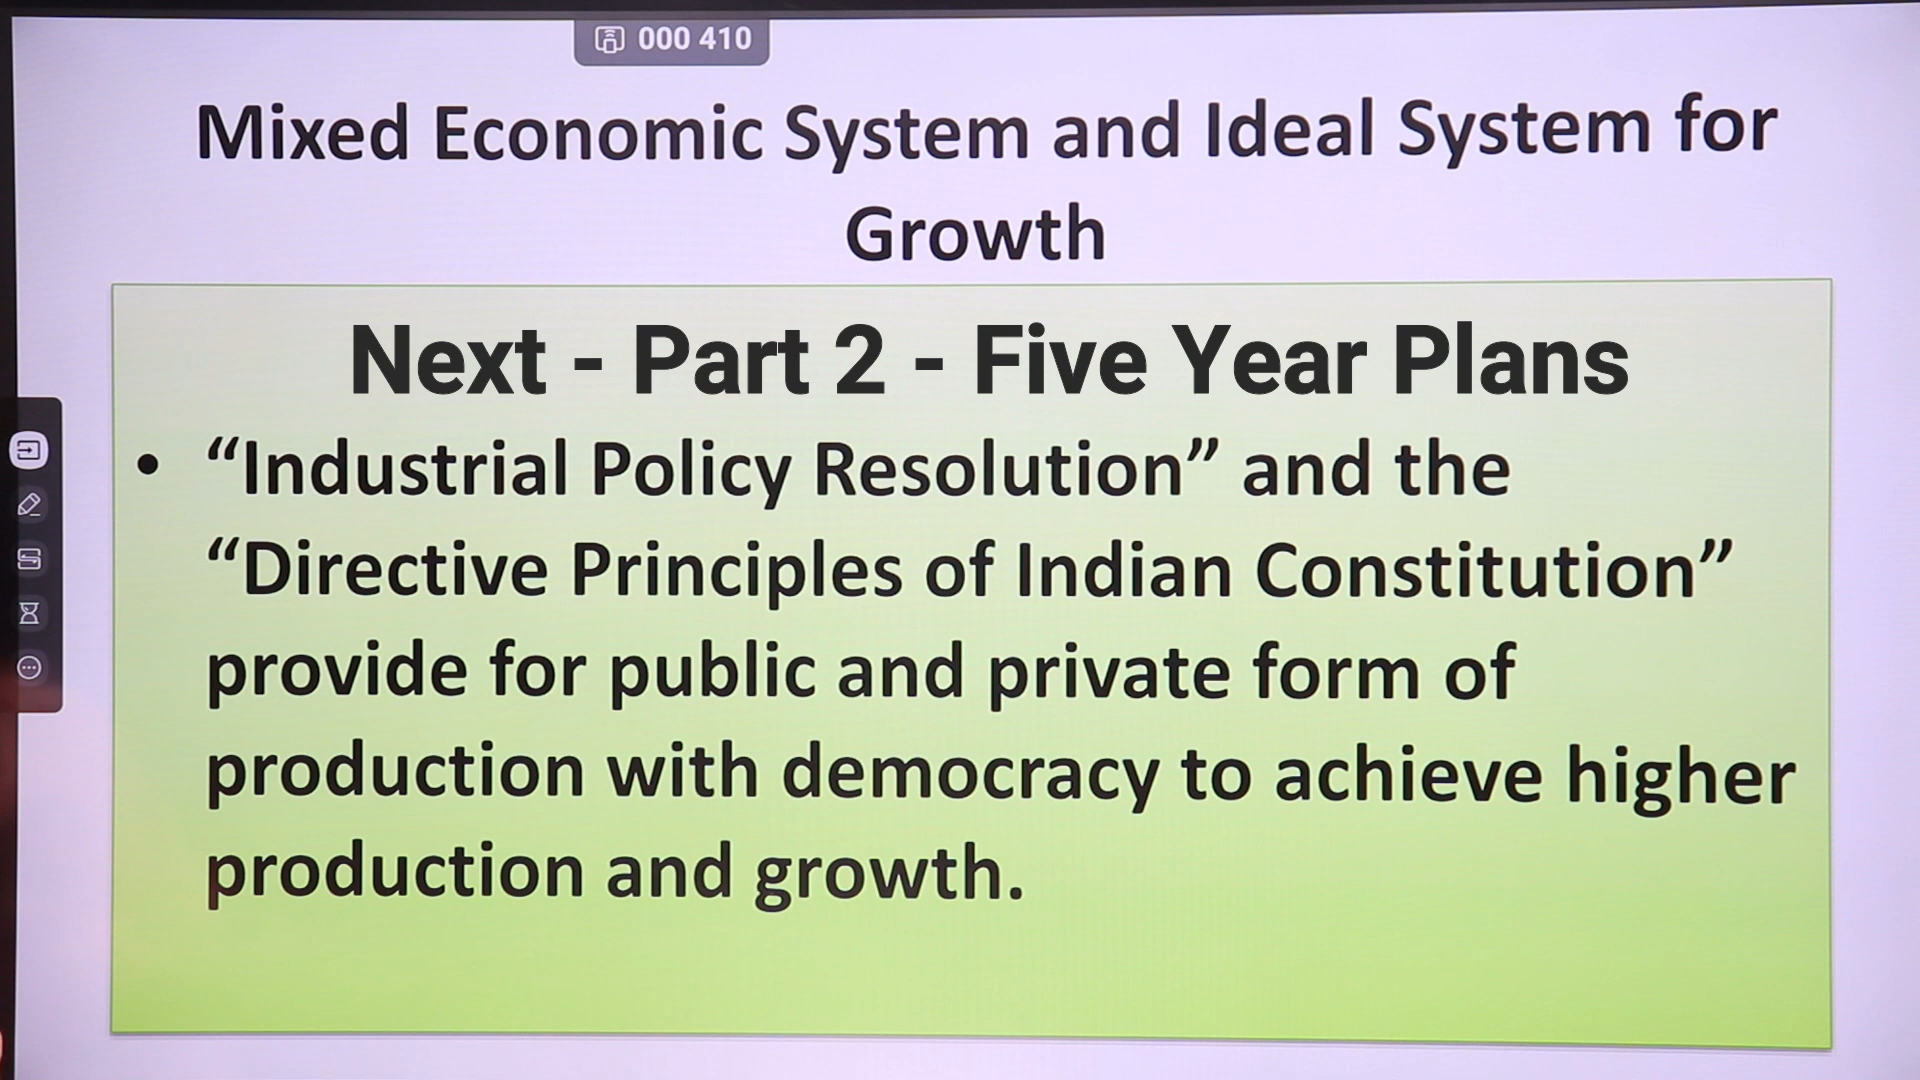 000 410
Mixed Economic System and Ideal System for
Growth
Next - Part 2 - Five Year Plans
• “Industrial Policy Resolution” and the
“Directive Principles of Indian Constitution”
provide for public and private form of
production with democracy to achieve higher
production and growth.